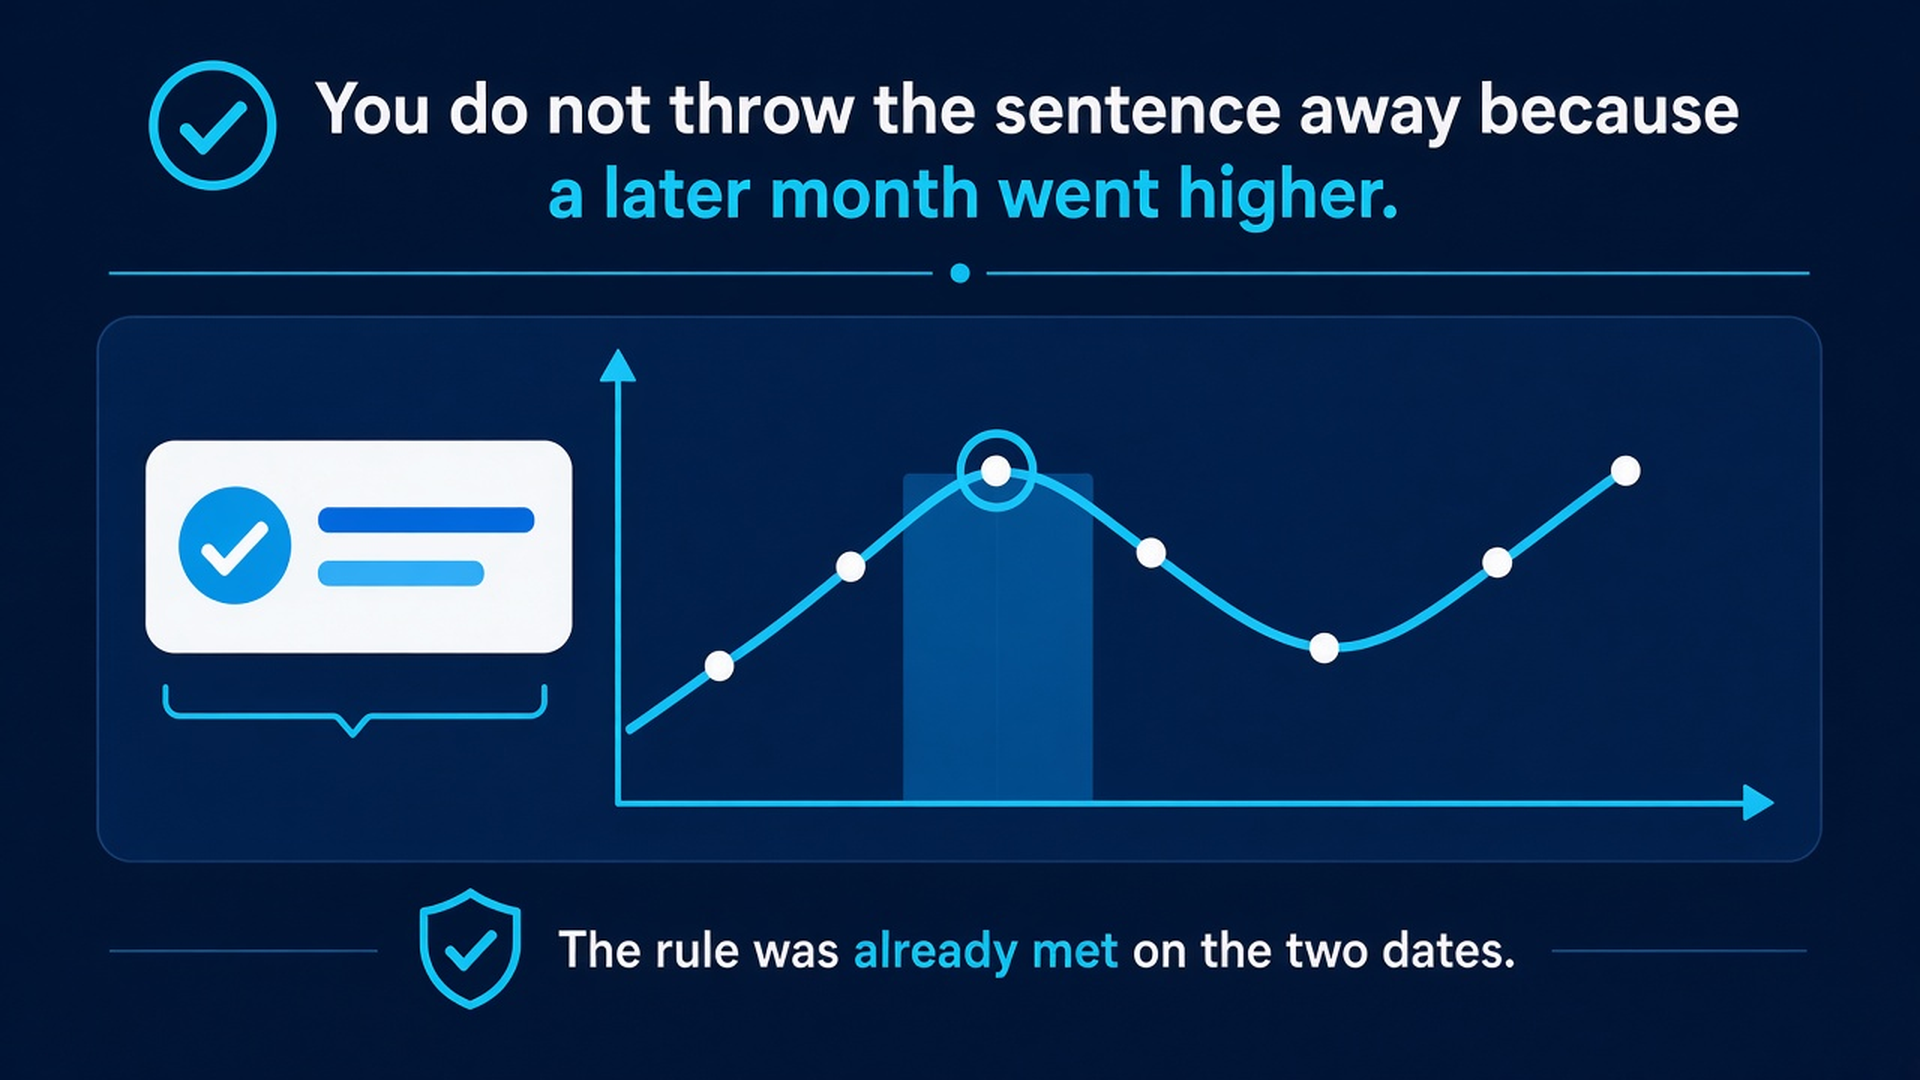 You do not throw the sentence away because
a later month went higher.
The rule was already met on the two dates.